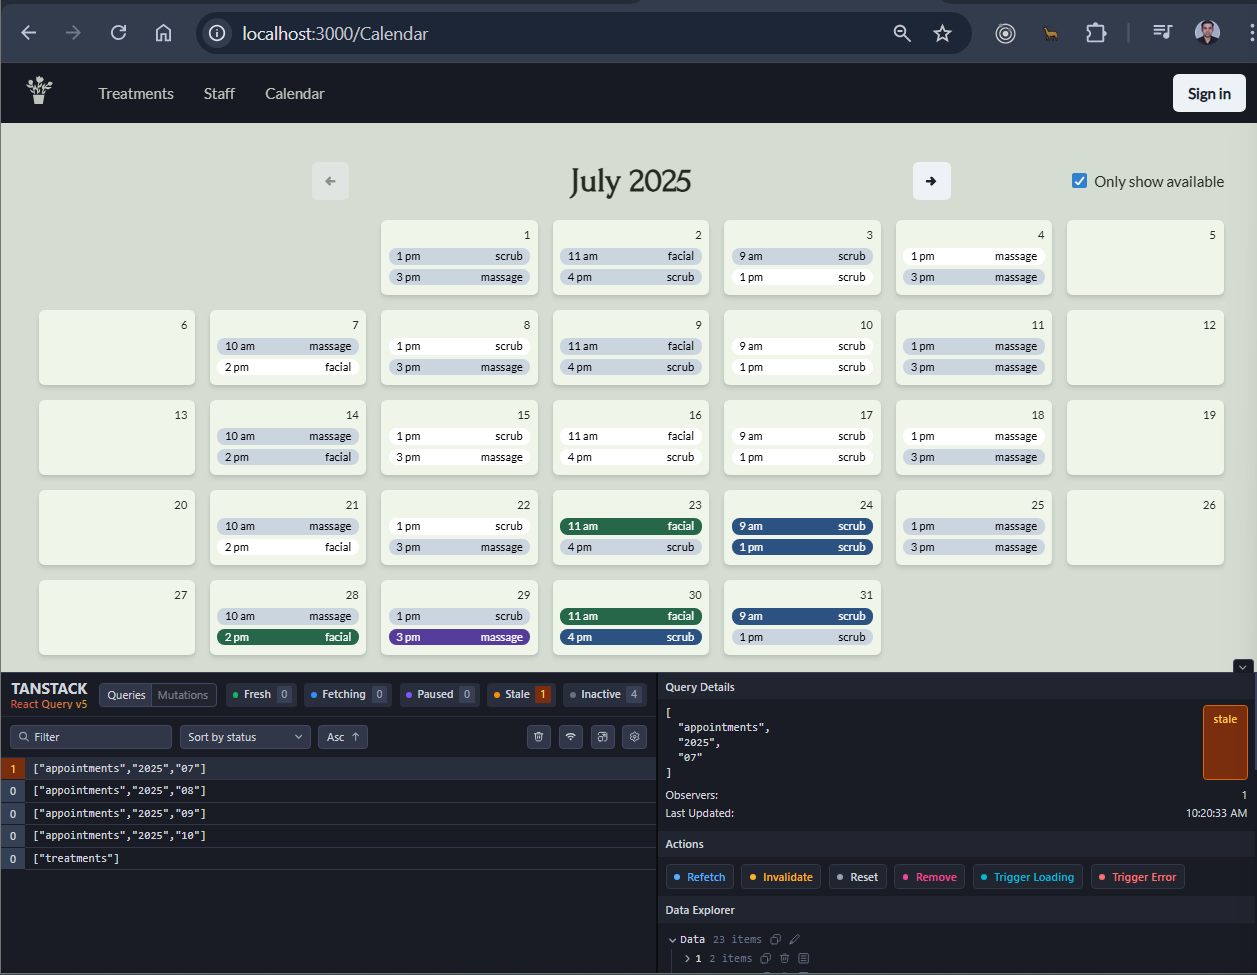 localhost:3000/Calendar
Treatments Staff Calendar Sign in
July 2025 Only show available
1 2 3 4 5
1 pm scrub 11 am facial 9 am scrub 1 pm massage
3 pm massage 4 pm scrub 1 pm scrub 3 pm massage
6 7 8 9 10 11 12
10 am massage 1 pm scrub 11 am facial 9 am scrub 1 pm massage
2 pm facial 3 pm massage 4 pm scrub 1 pm scrub 3 pm massage
13 14 15 16 17 18 19
10 am massage 1 pm scrub 11 am facial 9 am scrub 1 pm massage
2 pm facial 3 pm massage 4 pm scrub 1 pm scrub 3 pm massage
20 21 22 23 24 25 26
10 am massage 1 pm scrub 11 am facial 9 am scrub 1 pm massage
2 pm facial 3 pm massage 4 pm scrub 1 pm scrub 3 pm massage
27 28 29 30 31
10 am massage 1 pm scrub 11 am facial 9 am scrub
2 pm facial 3 pm massage 4 pm scrub 1 pm scrub
TANSTACK
React Query v5
Queries Mutations Fresh 0 Fetching 0 Paused 0 Stale 1 Inactive 4
Filter Sort by status Asc ↑
1 ["appointments","2025","07"]
0 ["appointments","2025","08"]
0 ["appointments","2025","09"]
0 ["appointments","2025","10"]
0 ["treatments"]
Query Details
[
"appointments",
"2025",
"07"
]
stale
Observers: 1
Last Updated: 10:20:33 AM
Actions
Refetch Invalidate Reset Remove Trigger Loading Trigger Error
Data Explorer
Data 23 items
1 2 items